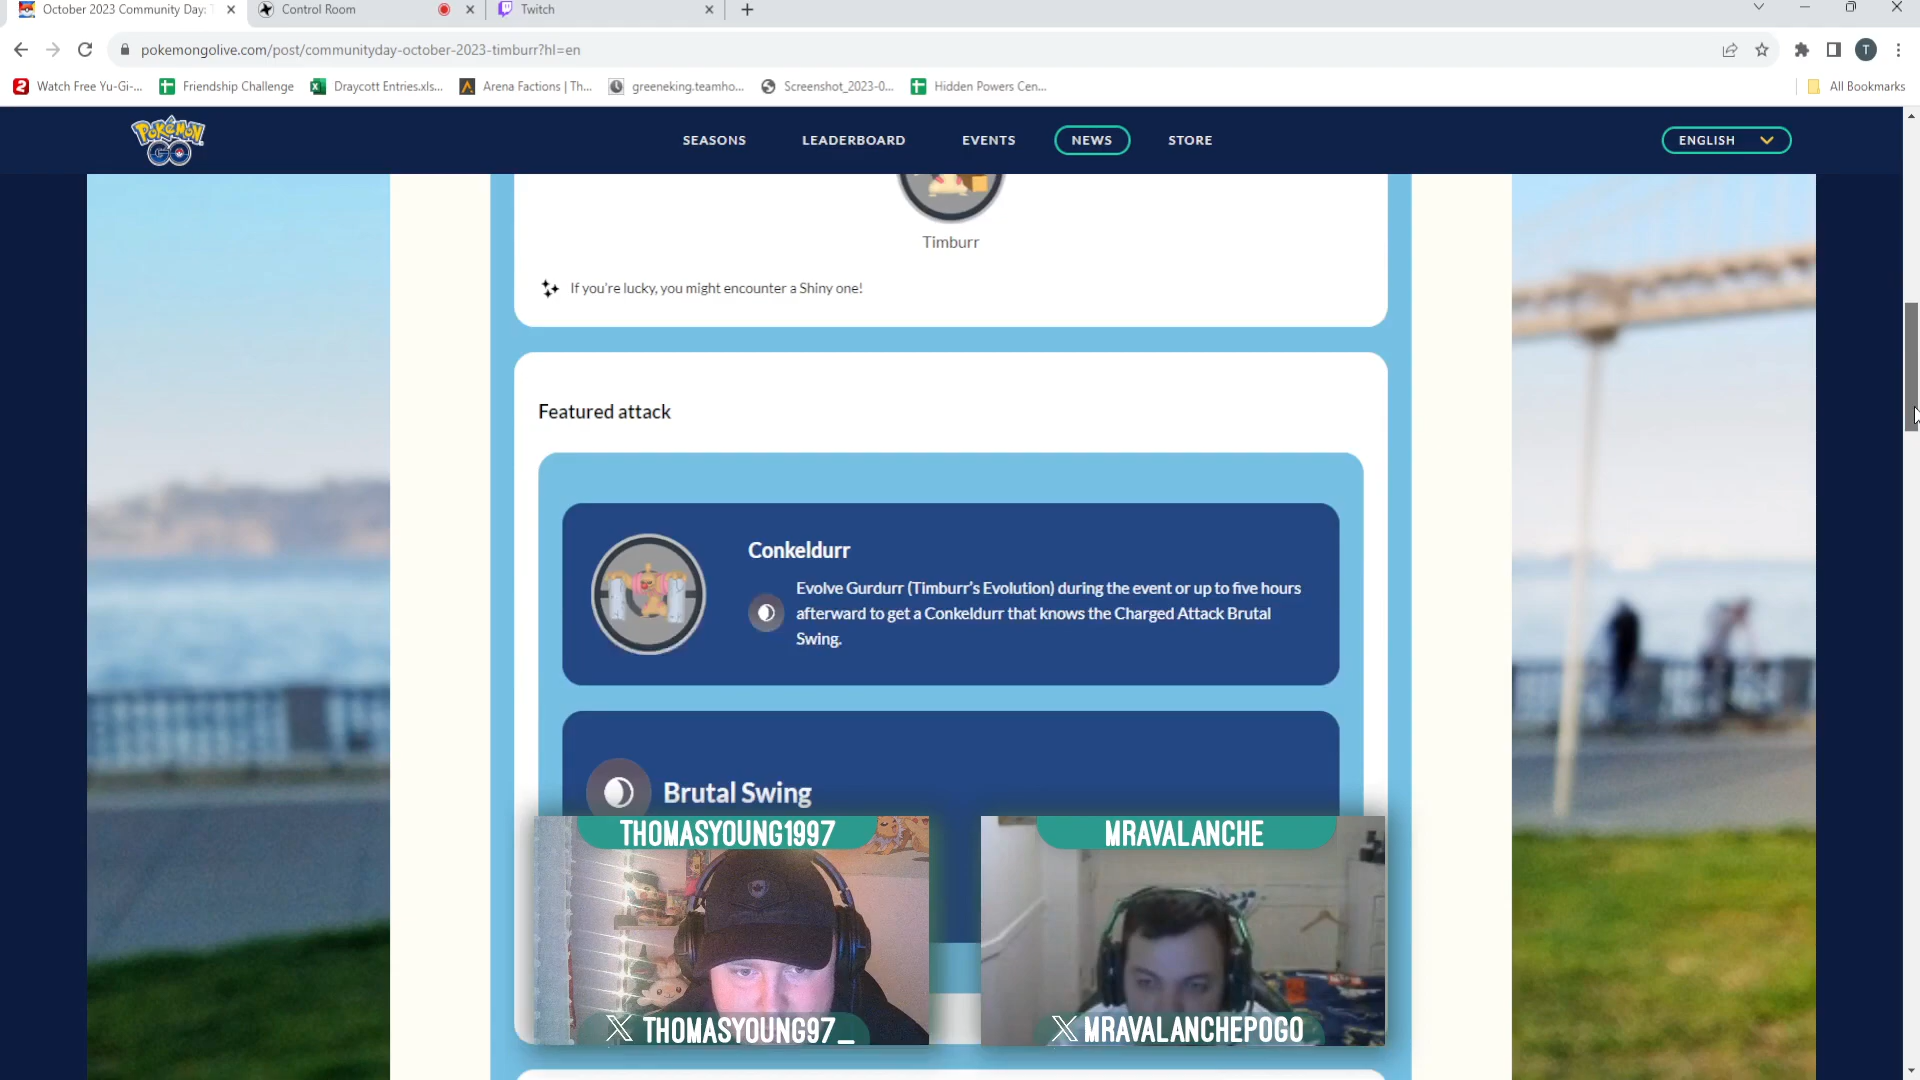 October 2023 Community Day:
Control Room
Twitch
pokemongolive.com/post/communityday-october-2023-timburr?hl=en
T
Watch Free Yu-Gi-...
Friendship Challenge
Draycott Entries.xls...
Arena Factions | Th...
greeneking.teamho...
Screenshot_2023-0...
Hidden Powers Cen...
All Bookmarks
Pokémon GO
SEASONS
LEADERBOARD
EVENTS
NEWS
STORE
ENGLISH
Timburr
If you're lucky, you might encounter a Shiny one!
Featured attack
Conkeldurr
Evolve Gurdurr (Timburr's Evolution) during the event or up to five hours
afterward to get a Conkeldurr that knows the Charged Attack Brutal
Swing.
Brutal Swing
THOMASYOUNG1997
MRAVALANCHE
X THOMASYOUNG97_
X MRAVALANCHEPOGO